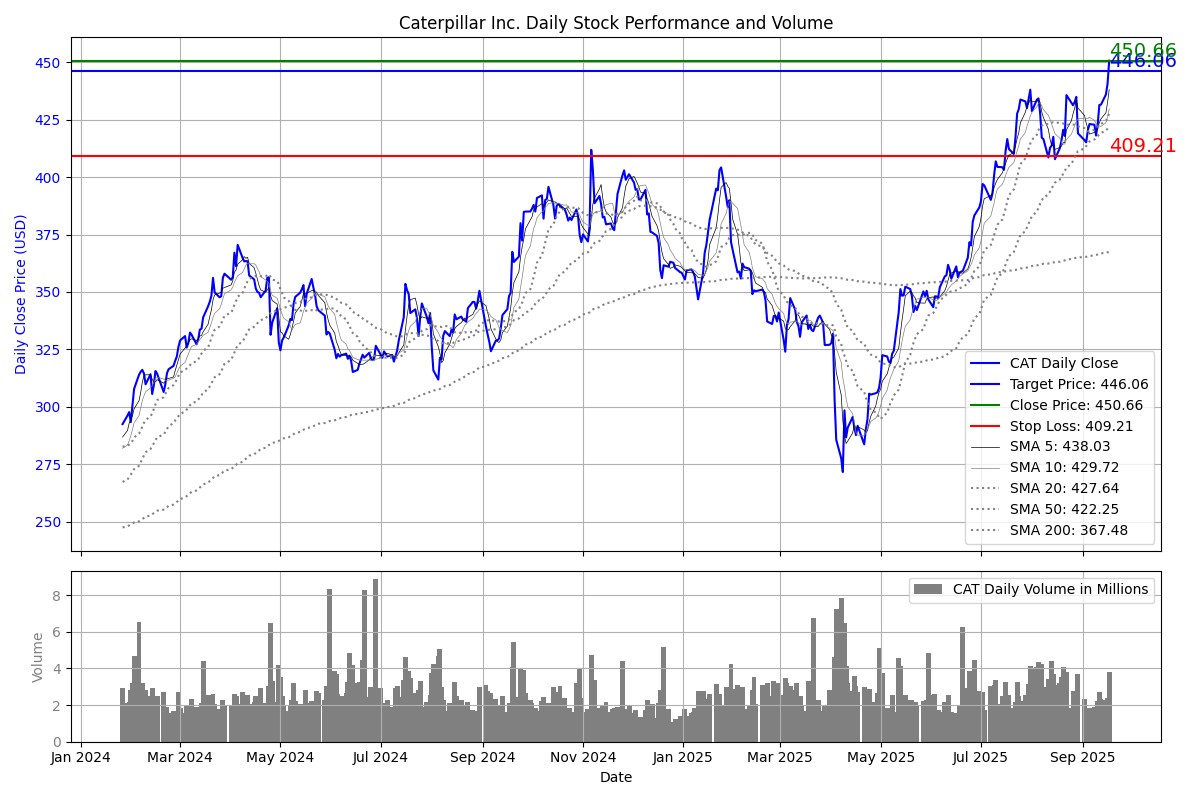 Caterpillar Inc. Daily Stock Performance and Volume
450.66
446.06
409.21
Daily Close Price (USD)
450
425
400
375
350
325
300
275
250
CAT Daily Close
Target Price: 446.06
Close Price: 450.66
Stop Loss: 409.21
SMA 5: 438.03
SMA 10: 429.72
SMA 20: 427.64
SMA 50: 422.25
SMA 200: 367.48
CAT Daily Volume in Millions
Volume
8
6
4
2
0
Jan 2024 Mar 2024 May 2024 Jul 2024 Sep 2024 Nov 2024 Jan 2025 Mar 2025 May 2025 Jul 2025 Sep 2025
Date